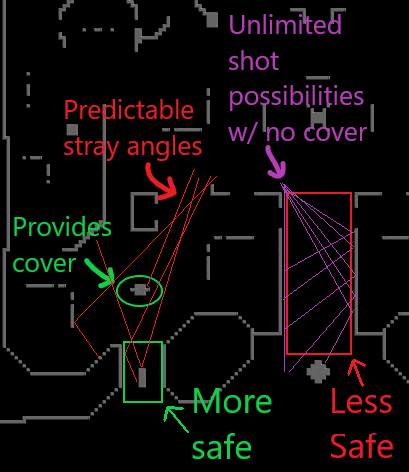 Unlimited
shot
possibilities
w/ no cover
Predictable
stray angles
Provides
cover
More
safe
Less
Safe